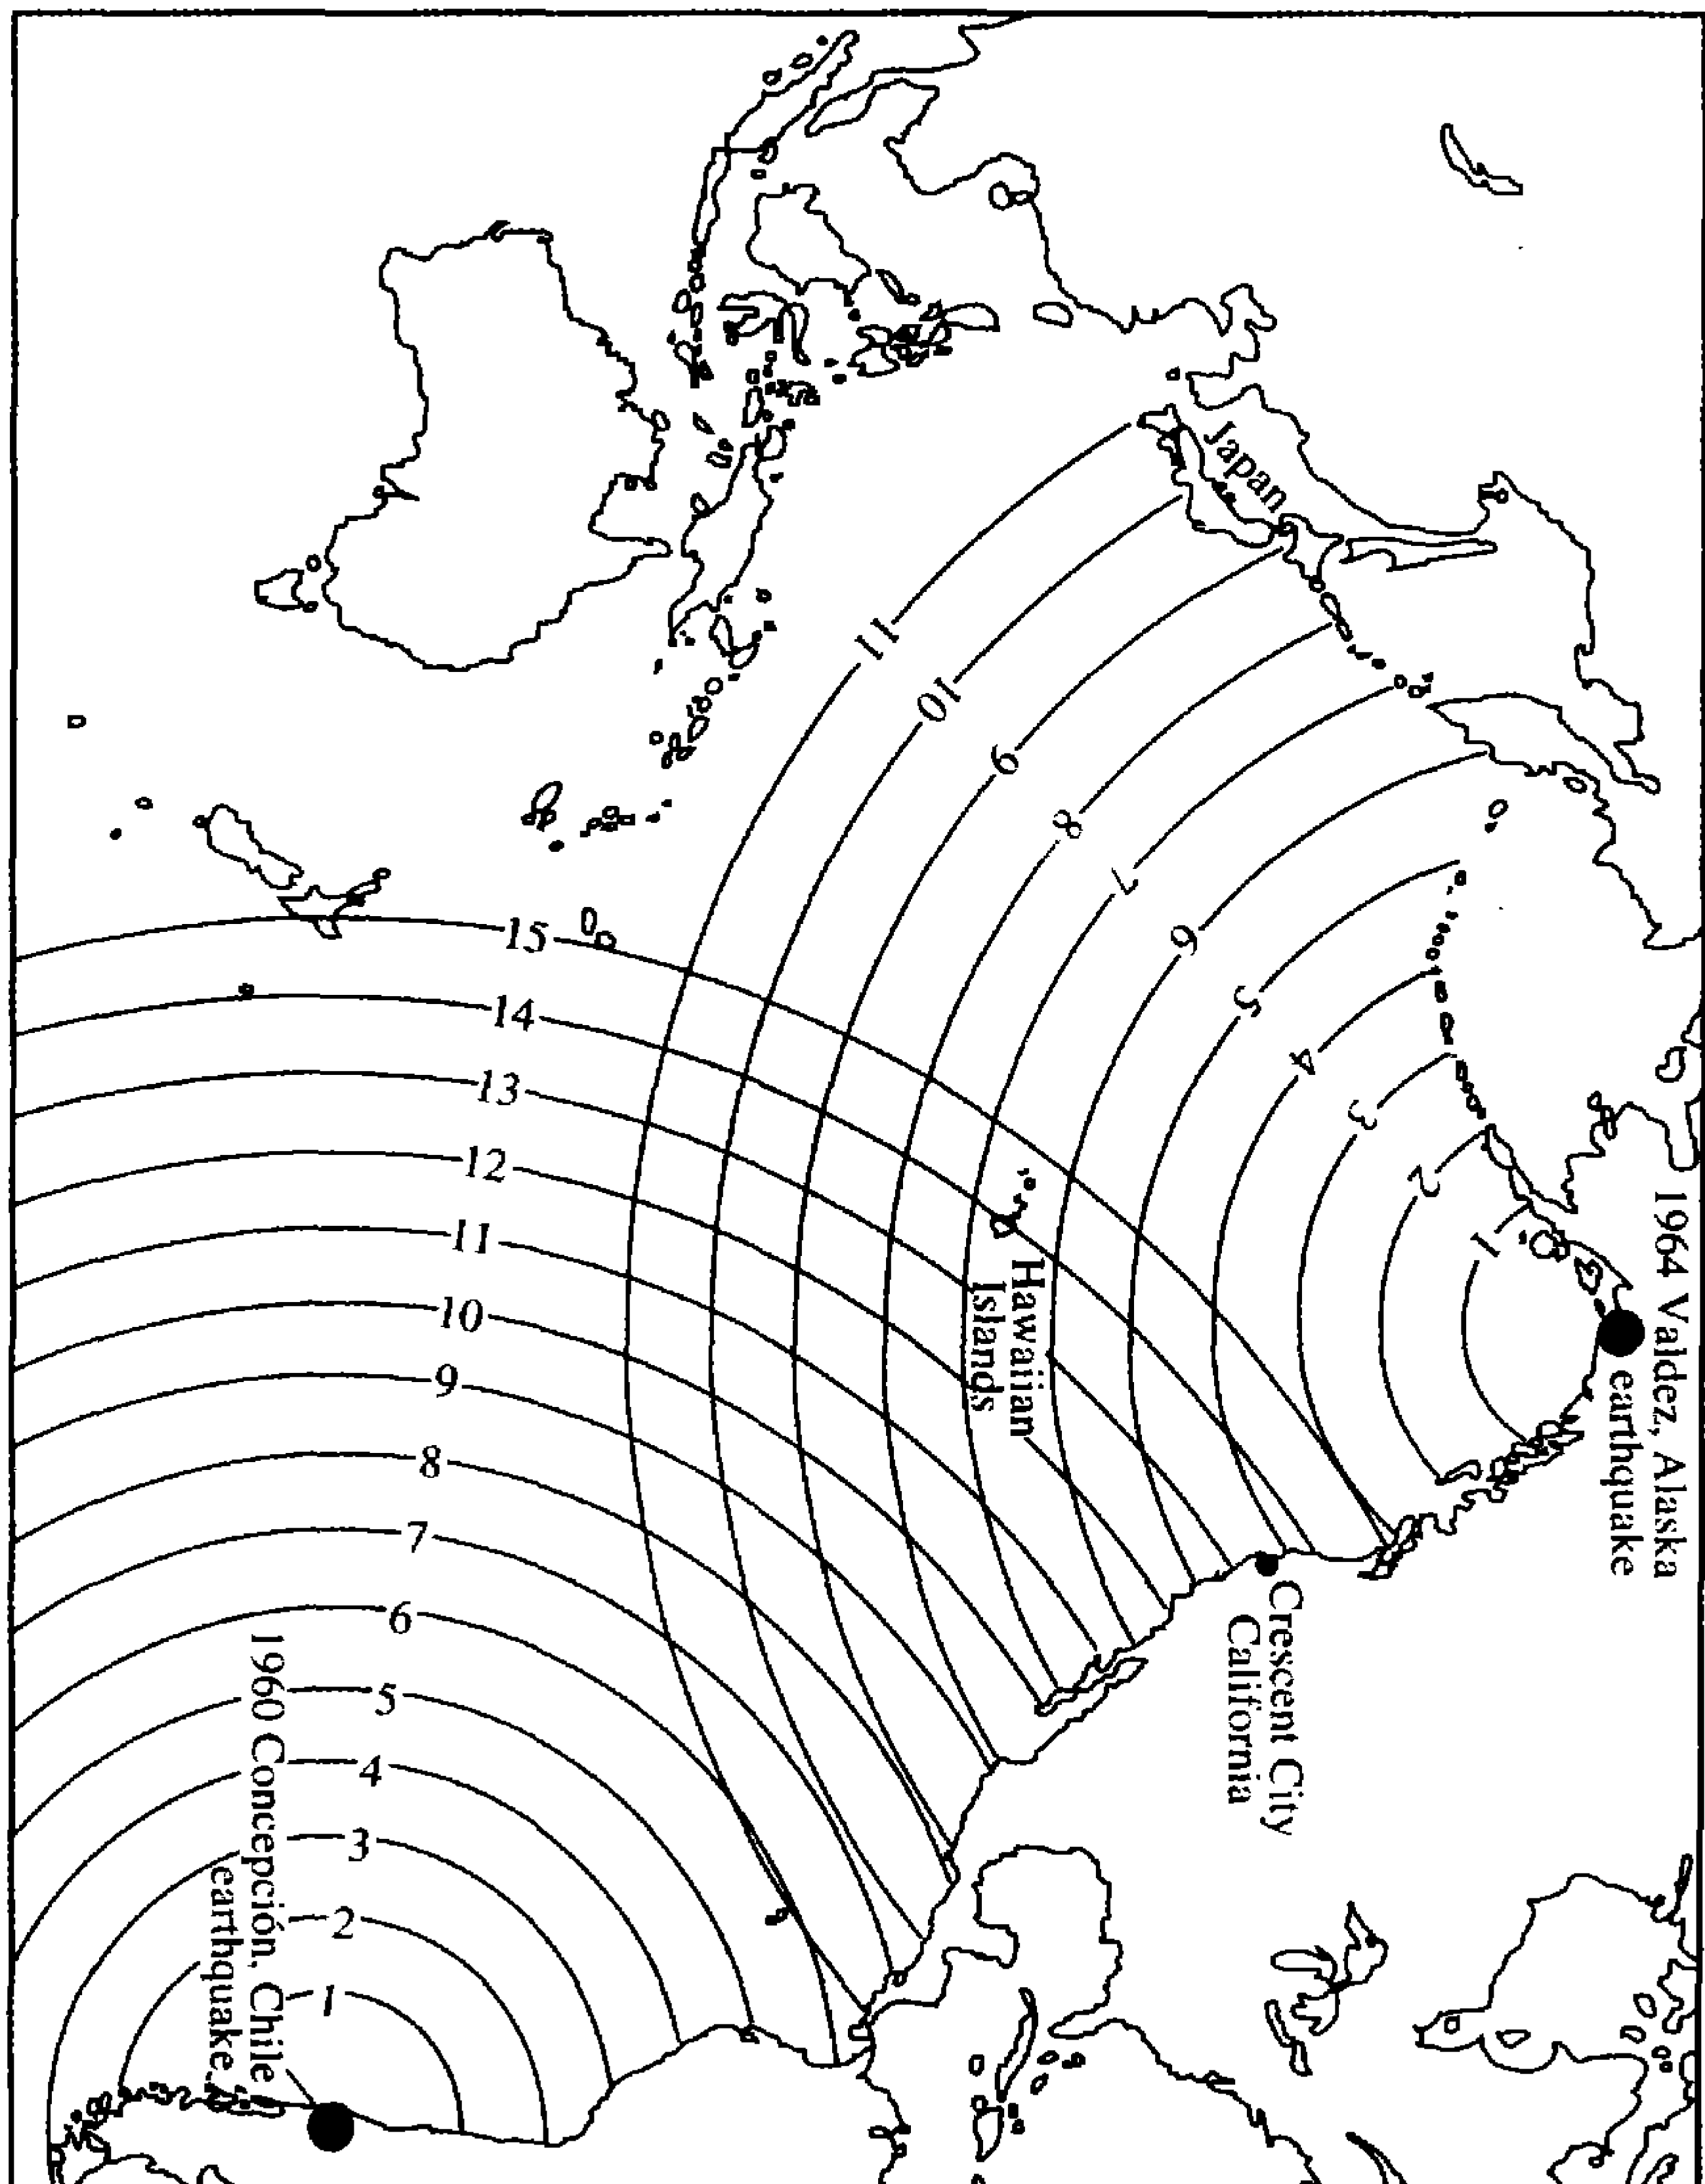 1964 Valdez, Alaska
earthquake
1
2
3
4
5
6
7
8
9
10
11
Japan
Hawaiian
Islands
Crescent City
California
15
14
13
12
11
10
9
8
7
6
5
4
3
2
1
1960 Concepción, Chile
earthquake